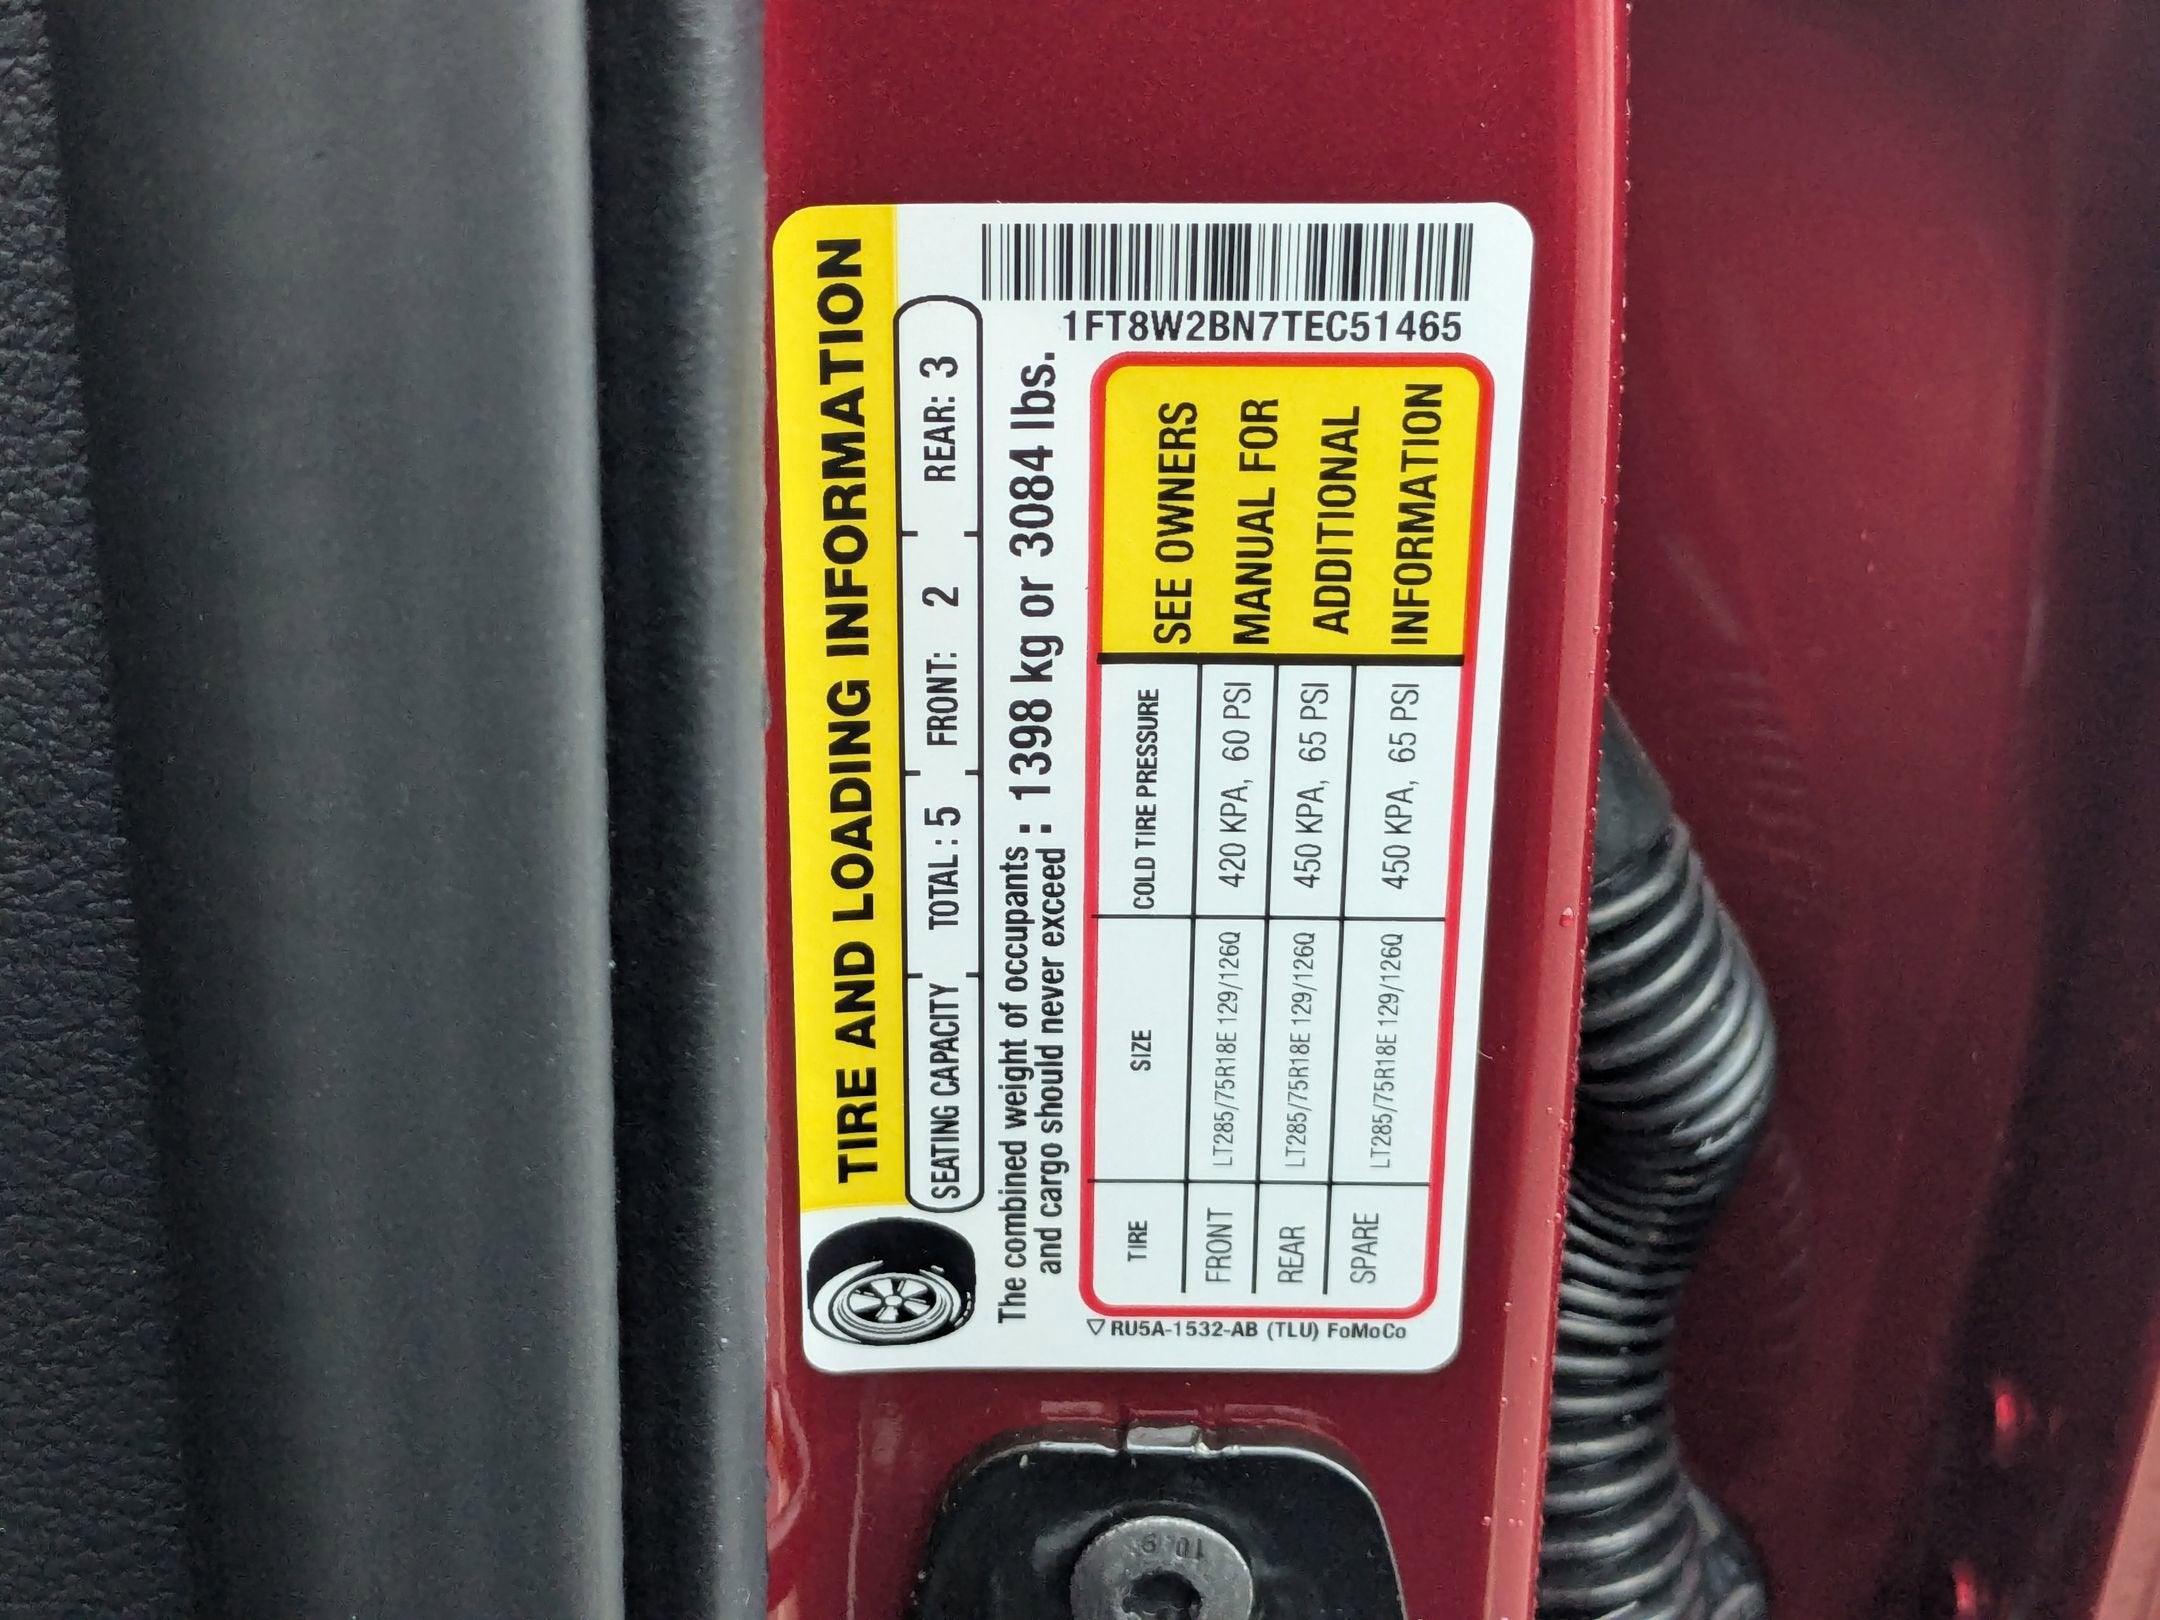 TIRE AND LOADING INFORMATION
SEATING CAPACITY TOTAL: 5 FRONT: 2 REAR: 3
The combined weight of occupants
and cargo should never exceed : 1398 kg or 3084 lbs.
1FT8W2BN7TEC51465
TIRE SIZE COLD TIRE PRESSURE
FRONT LT285/75R18E 129/126Q 420 KPA, 60 PSI
REAR LT285/75R18E 129/126Q 450 KPA, 65 PSI
SPARE LT285/75R18E 129/126Q 450 KPA, 65 PSI
SEE OWNERS
MANUAL FOR
ADDITIONAL
INFORMATION
RU5A-1532-AB (TLU) FoMoCo
10.9